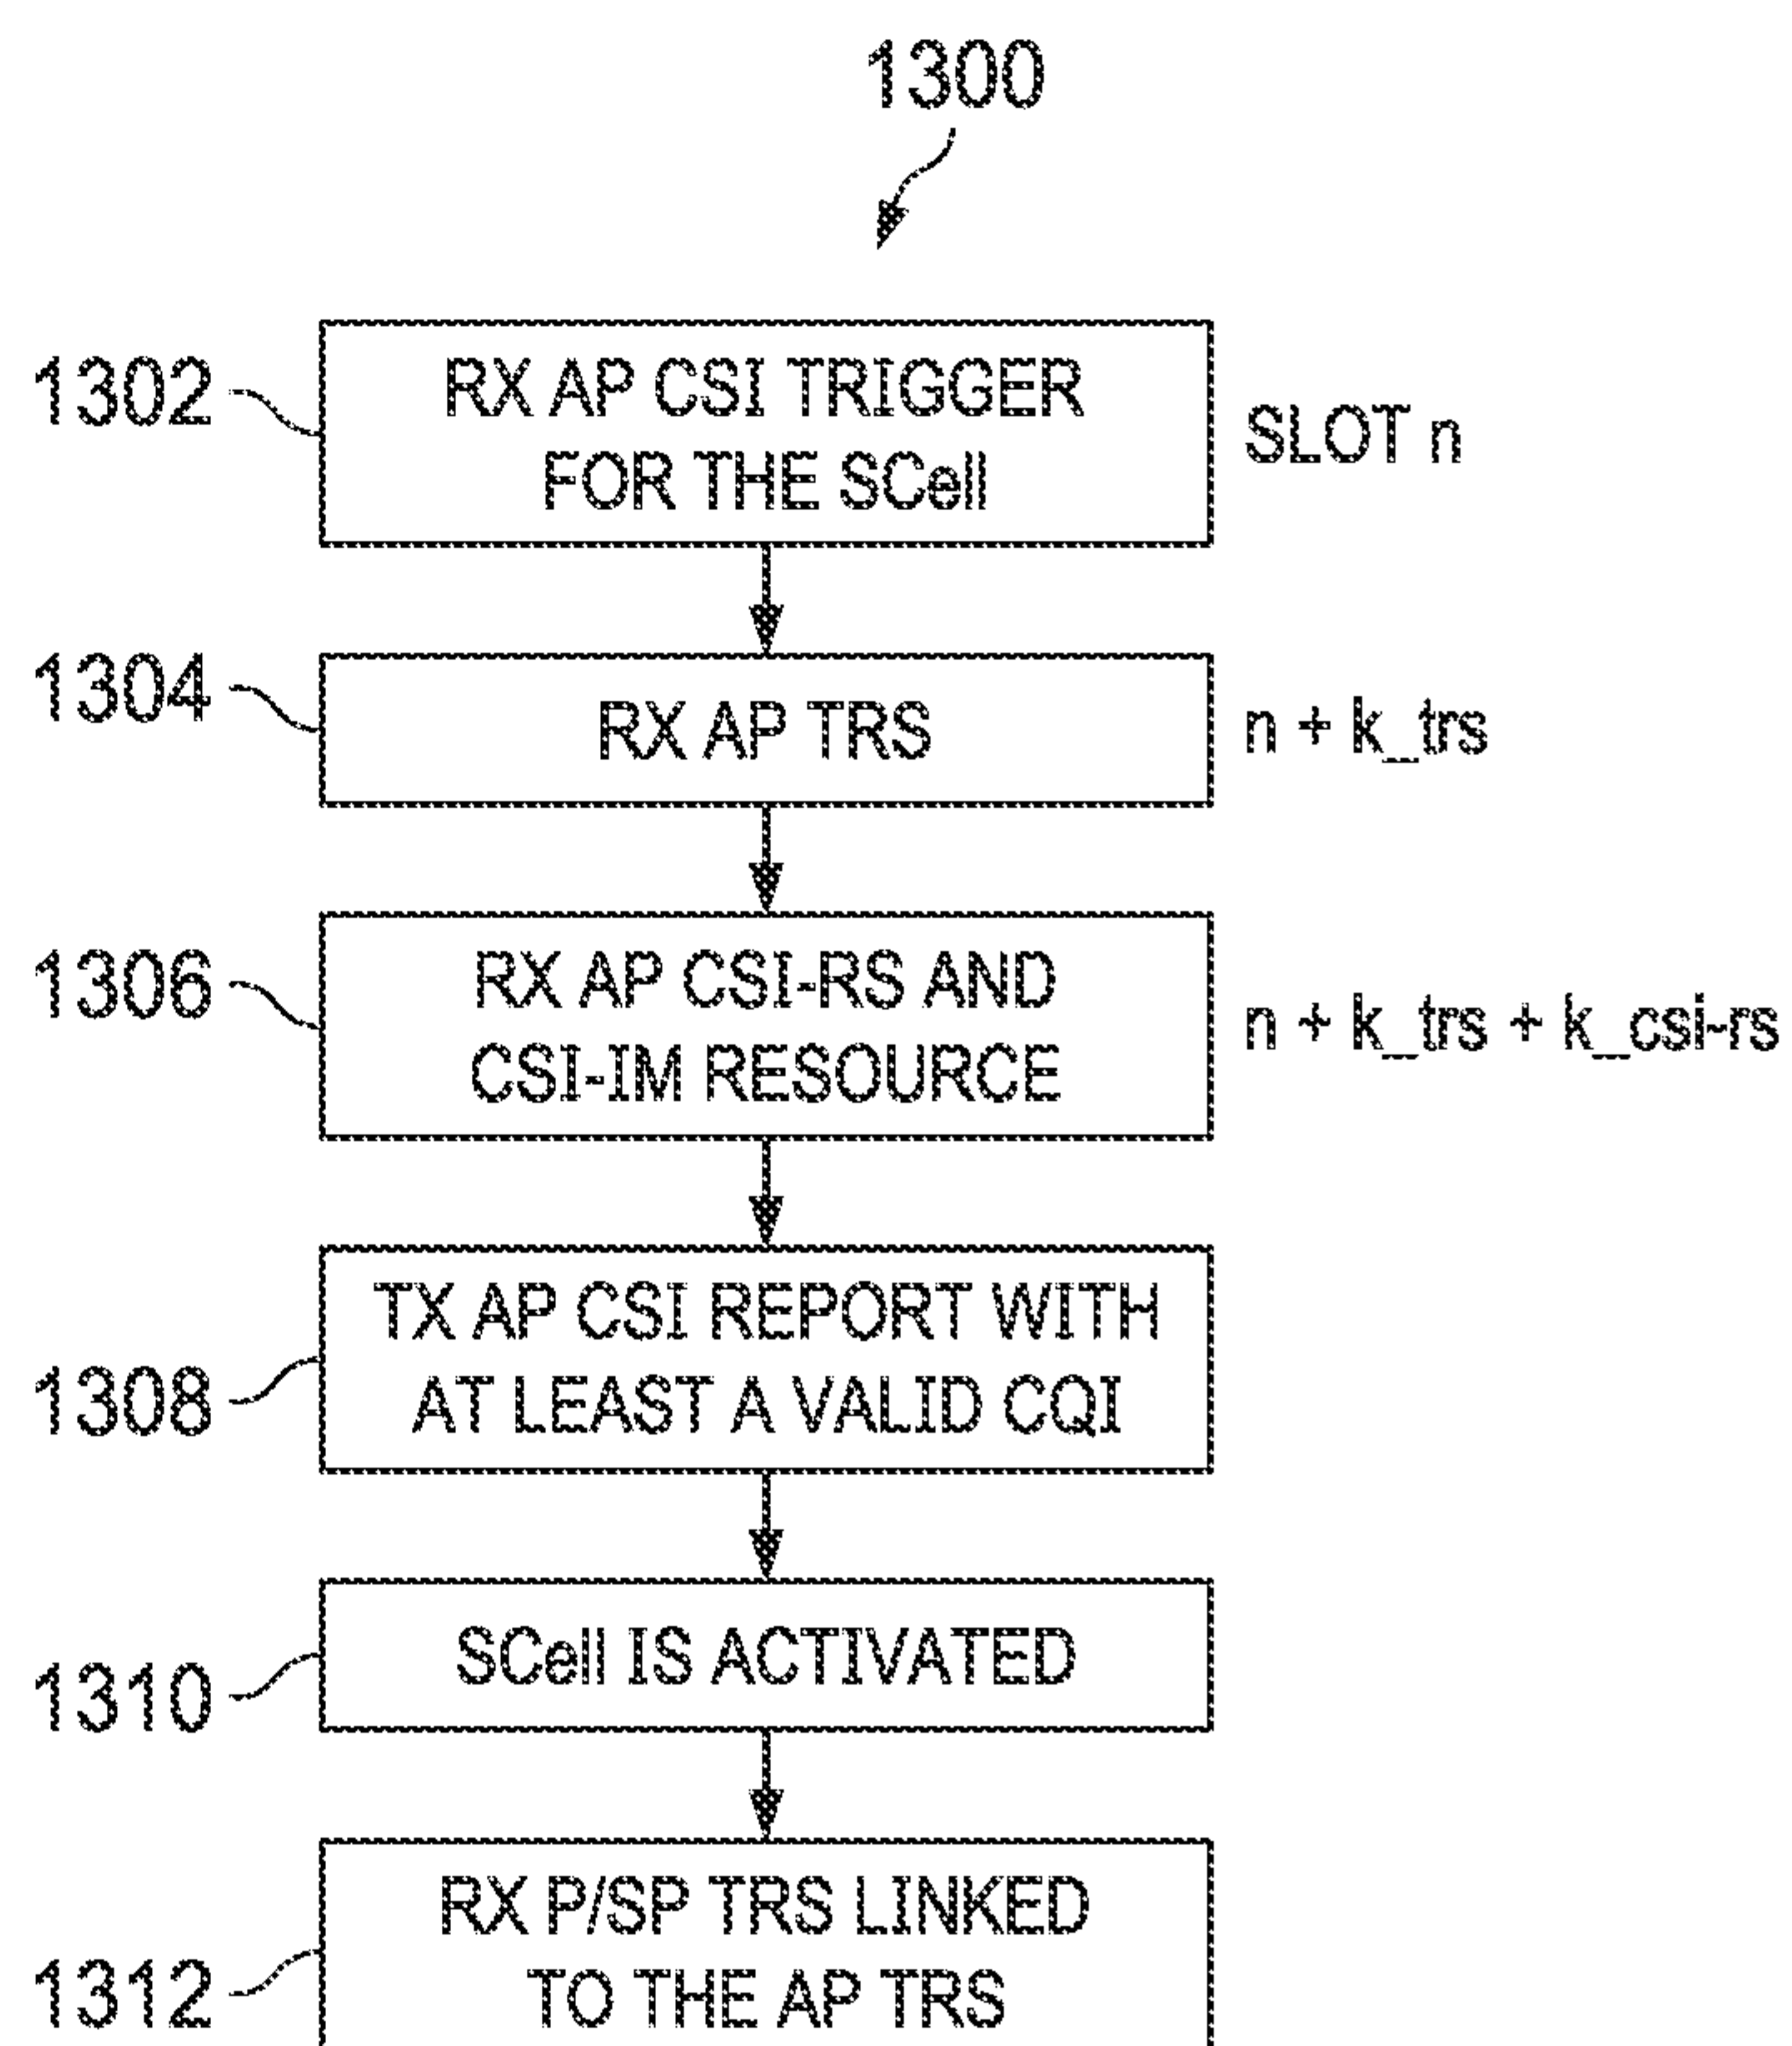 1300
1302
RX AP CSI TRIGGER
FOR THE SCell
SLOT n
1304
RX AP TRS
n + k_trs
1306
RX AP CSI-RS AND
CSI-IM RESOURCE
n + k_trs + k_csi-rs
1308
TX AP CSI REPORT WITH
AT LEAST A VALID CQI
1310
SCell IS ACTIVATED
1312
RX P/SP TRS LINKED
TO THE AP TRS